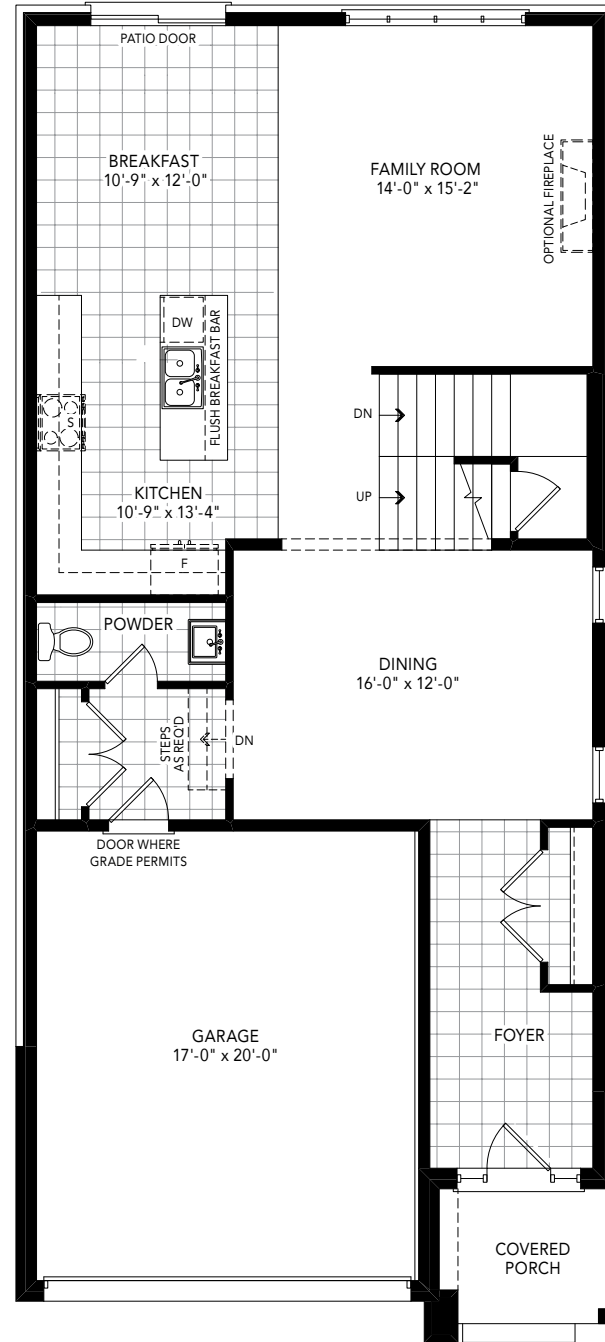 PATIO DOOR
BREAKFAST
10'-9" x 12'-0"
FAMILY ROOM
14'-0" x 15'-2"
OPTIONAL FIREPLACE
DW
FLUSH BREAKFAST BAR
S
DN
UP
KITCHEN
10'-9" x 13'-4"
F
POWDER
DINING
16'-0" x 12'-0"
STEPS
AS REQ'D
DN
DOOR WHERE
GRADE PERMITS
GARAGE
17'-0" x 20'-0"
FOYER
COVERED
PORCH